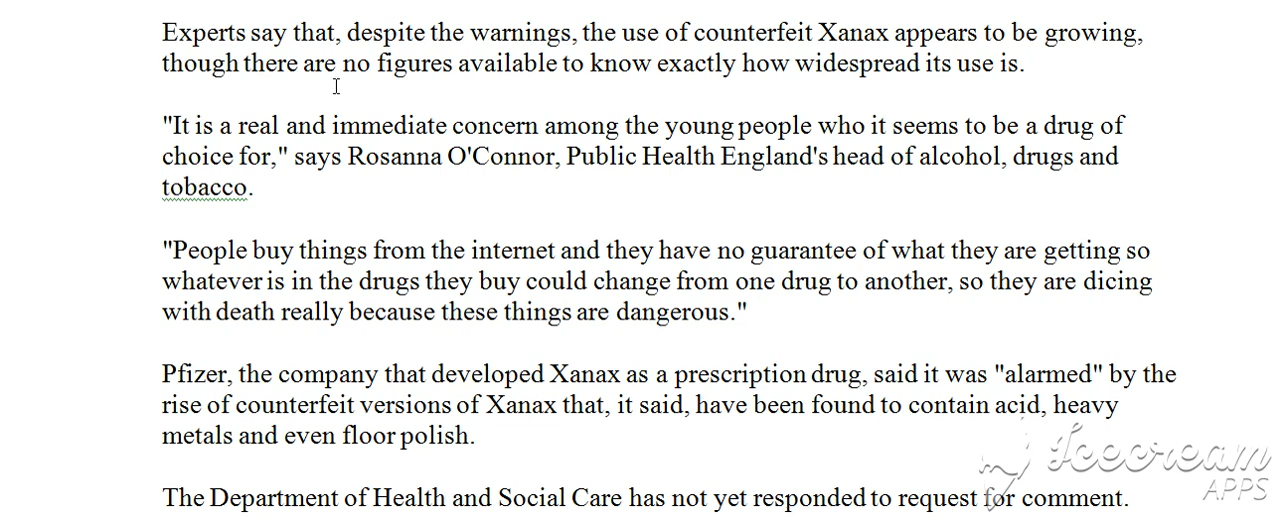 Experts say that, despite the warnings, the use of counterfeit Xanax appears to be growing,
though there are no figures available to know exactly how widespread its use is.
"It is a real and immediate concern among the young people who it seems to be a drug of
choice for," says Rosanna O'Connor, Public Health England's head of alcohol, drugs and
tobacco.
"People buy things from the internet and they have no guarantee of what they are getting so
whatever is in the drugs they buy could change from one drug to another, so they are dicing
with death really because these things are dangerous."
Pfizer, the company that developed Xanax as a prescription drug, said it was "alarmed" by the
rise of counterfeit versions of Xanax that, it said, have been found to contain acid, heavy
metals and even floor polish.
Icecream
APPS
The Department of Health and Social Care has not yet responded to request for comment.